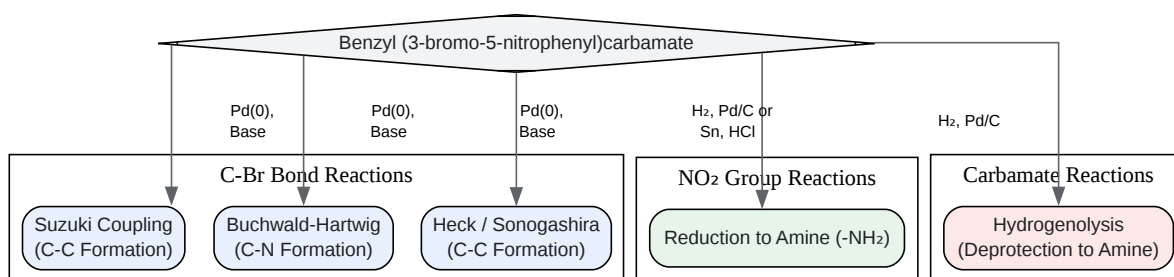 Benzyl (3-bromo-5-nitrophenyl)carbamate
Pd(0),
Base
Pd(0),
Base
Pd(0),
Base
H₂, Pd/C or
Sn, HCl
H₂, Pd/C
C-Br Bond Reactions
NO₂ Group Reactions
Carbamate Reactions
Suzuki Coupling
(C-C Formation)
Buchwald-Hartwig
(C-N Formation)
Heck / Sonogashira
(C-C Formation)
Reduction to Amine (-NH₂)
Hydrogenolysis
(Deprotection to Amine)